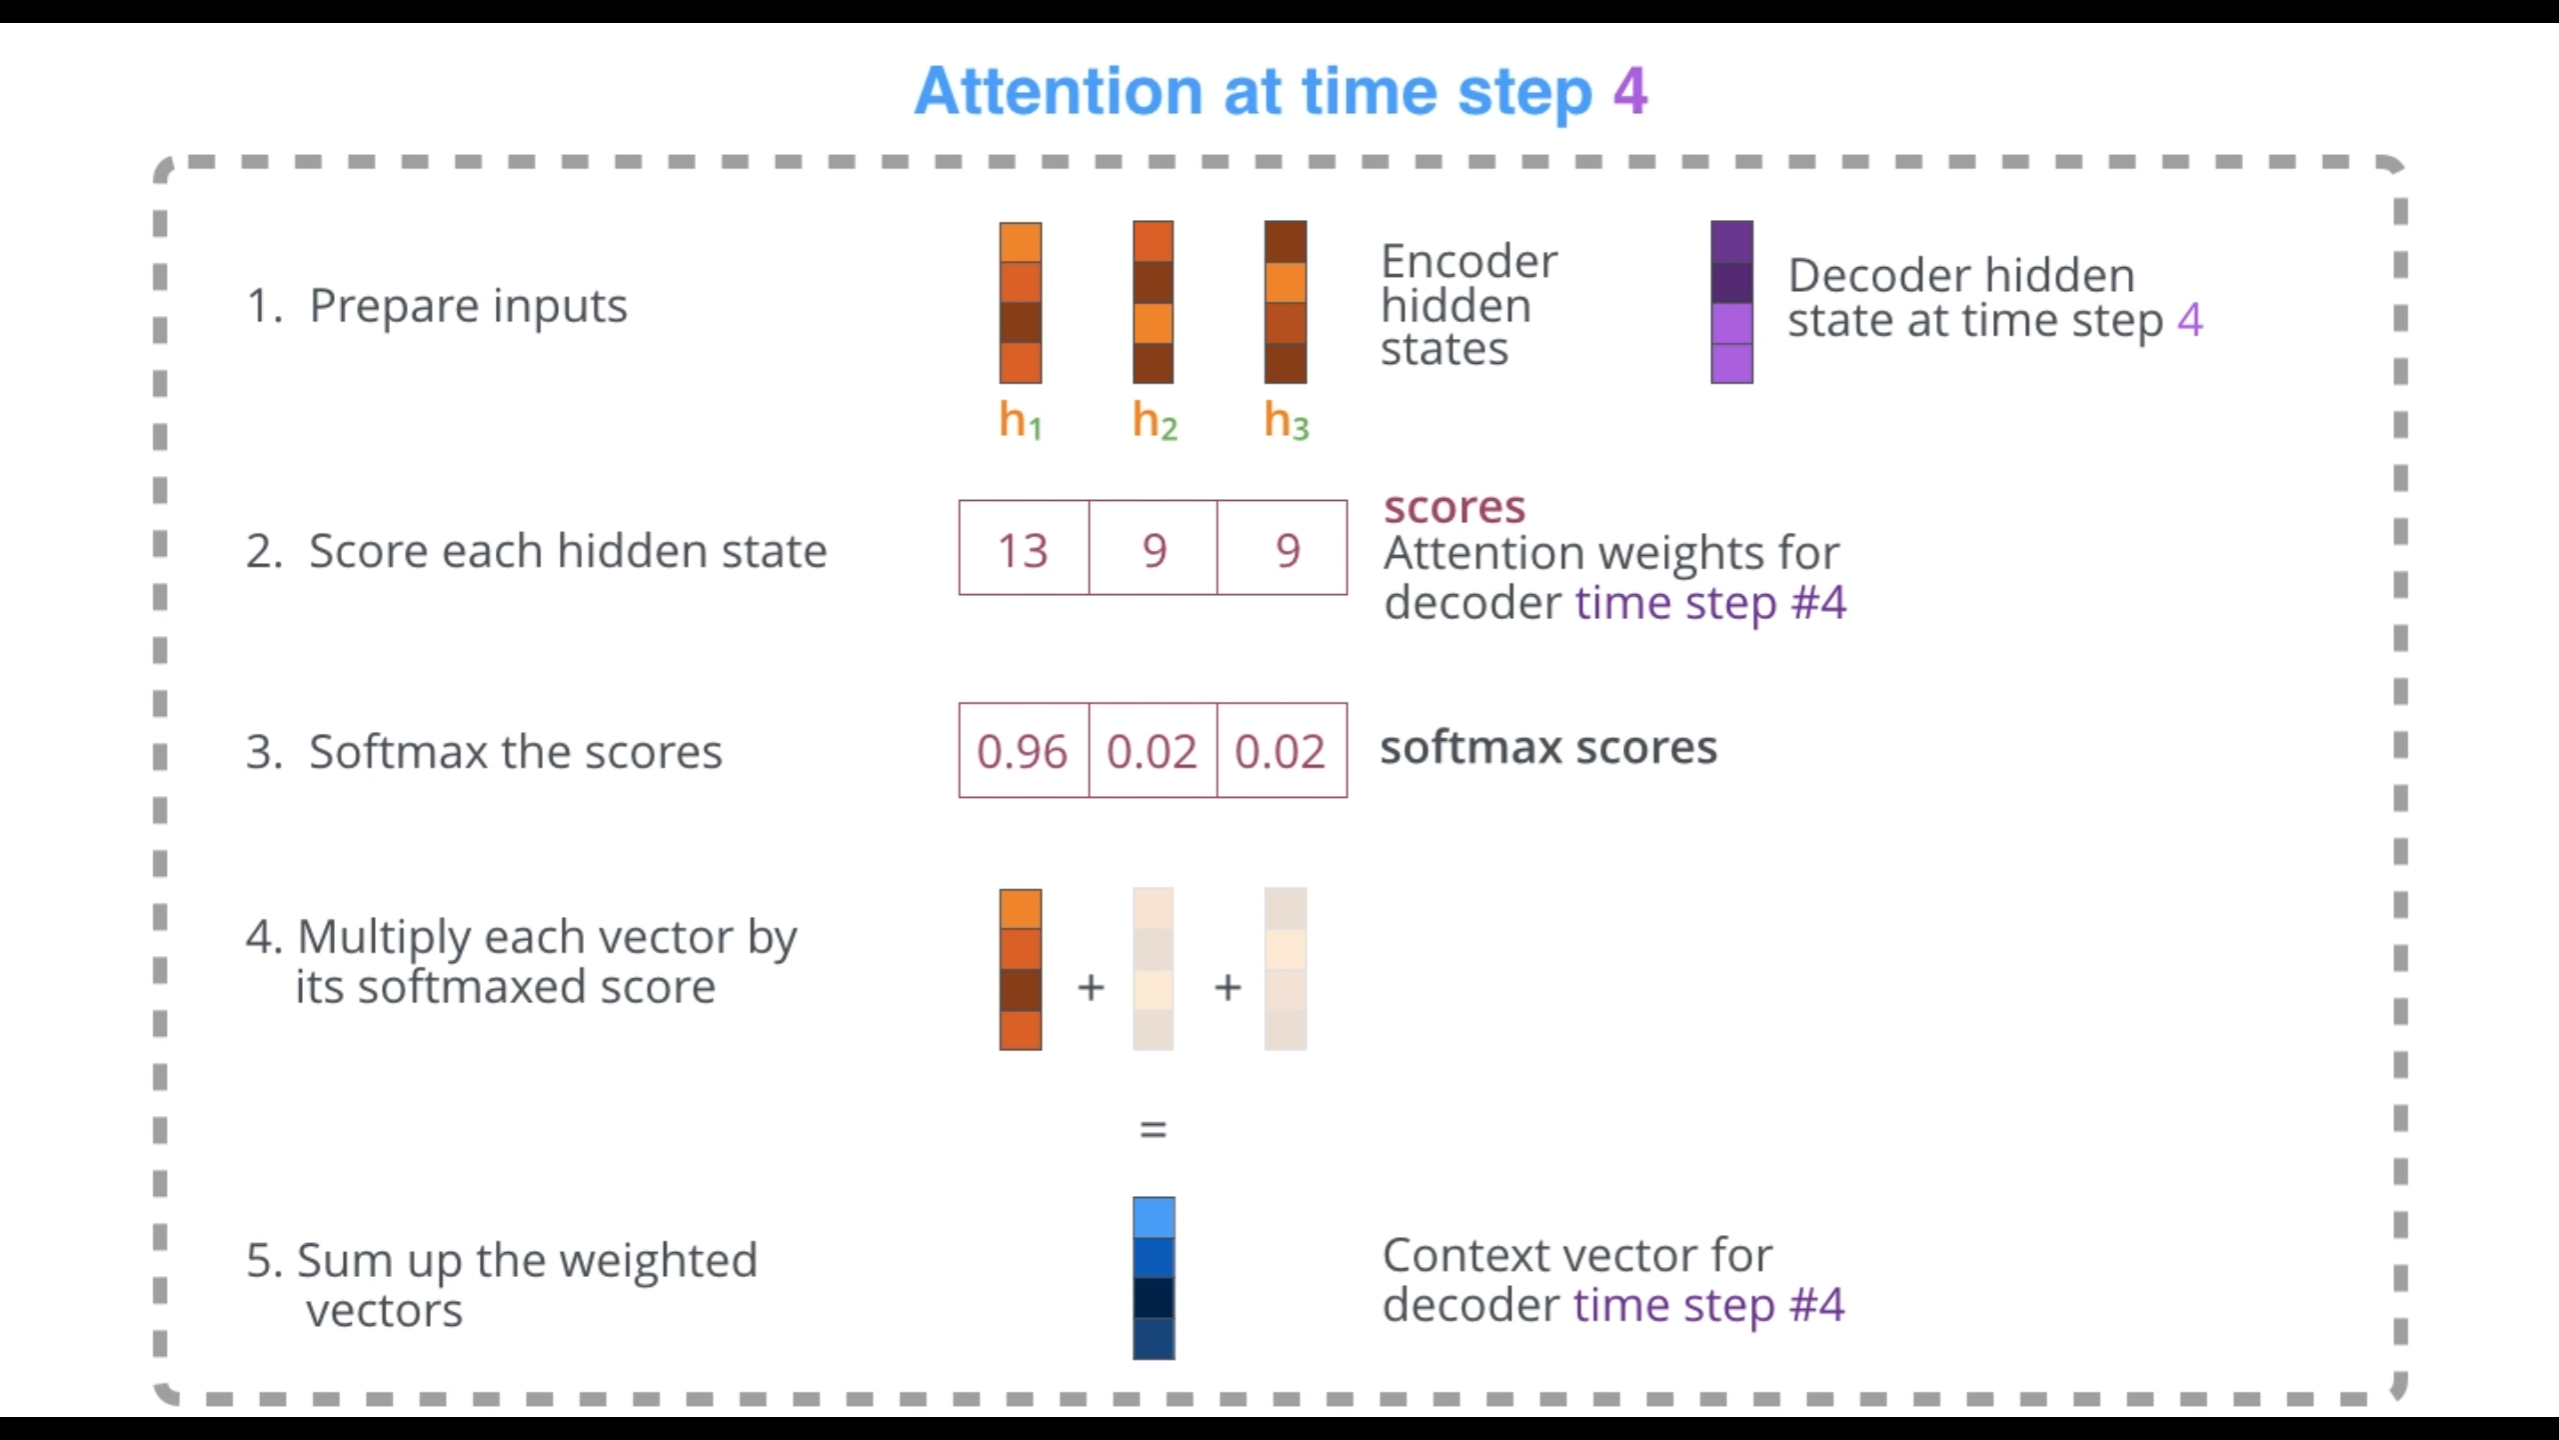 Attention at time step 4
1. Prepare inputs
Encoder
hidden
states
Decoder hidden
state at time step 4
h₁ h₂ h₃
2. Score each hidden state
13 9 9
scores
Attention weights for
decoder time step #4
3. Softmax the scores
0.96 0.02 0.02
softmax scores
4. Multiply each vector by
its softmaxed score
+ +
=
5. Sum up the weighted
vectors
Context vector for
decoder time step #4